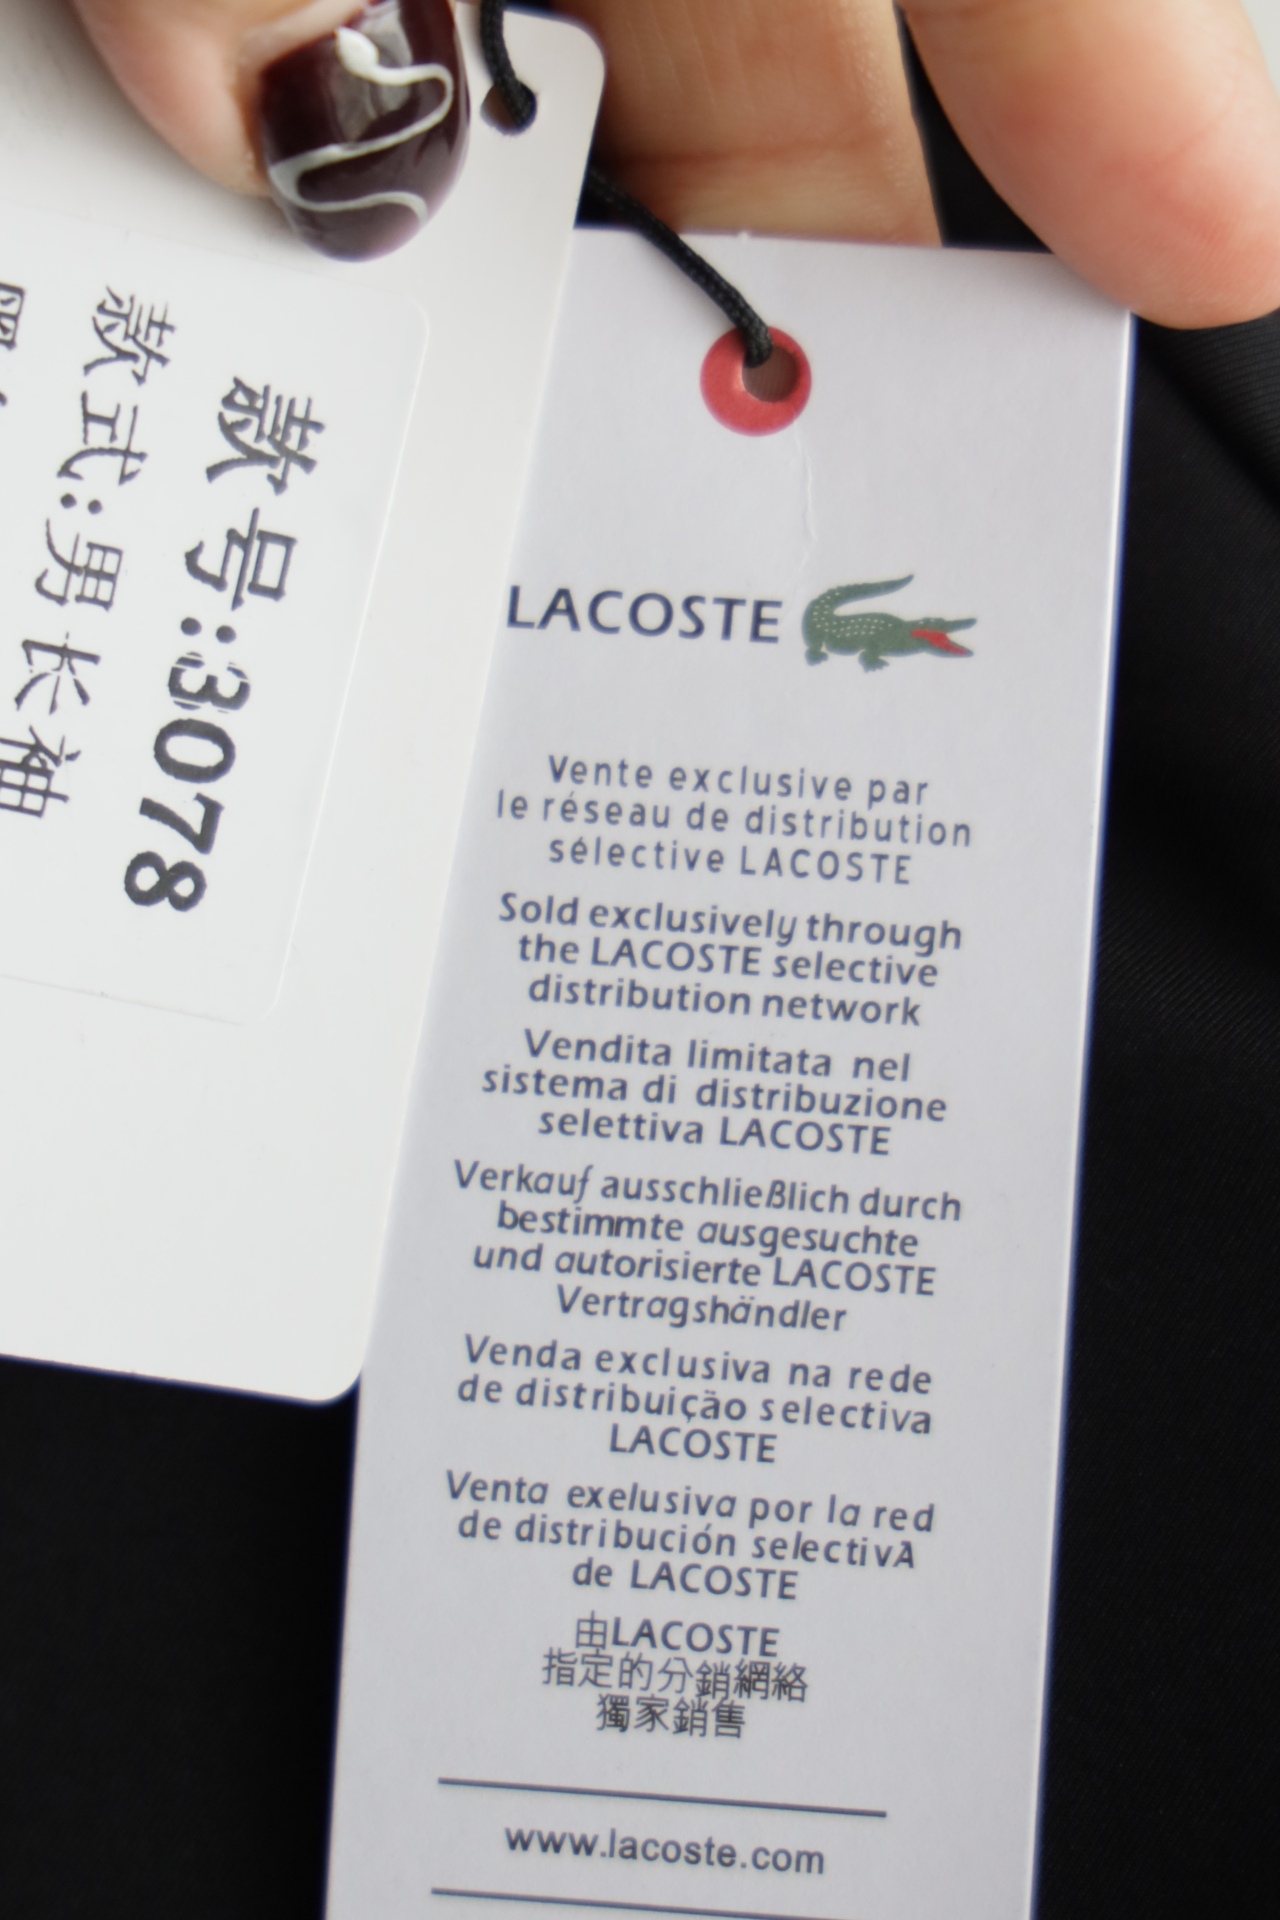 款号:3078
款式:男长袖
LACOSTE
Vente exclusive par
le réseau de distribution
sélective LACOSTE
Sold exclusively through
the LACOSTE selective
distribution network
Vendita limitata nel
sistema di distribuzione
selettiva LACOSTE
Verkauf ausschließlich durch
bestimmte ausgesuchte
und autorisierte LACOSTE
Vertragshändler
Venda exclusiva na rede
de distribuiçäo selectiva
LACOSTE
Venta exelusiva por la red
de distribución selectivA
de LACOSTE
由LACOSTE
指定的分銷網絡
獨家銷售
www.lacoste.com